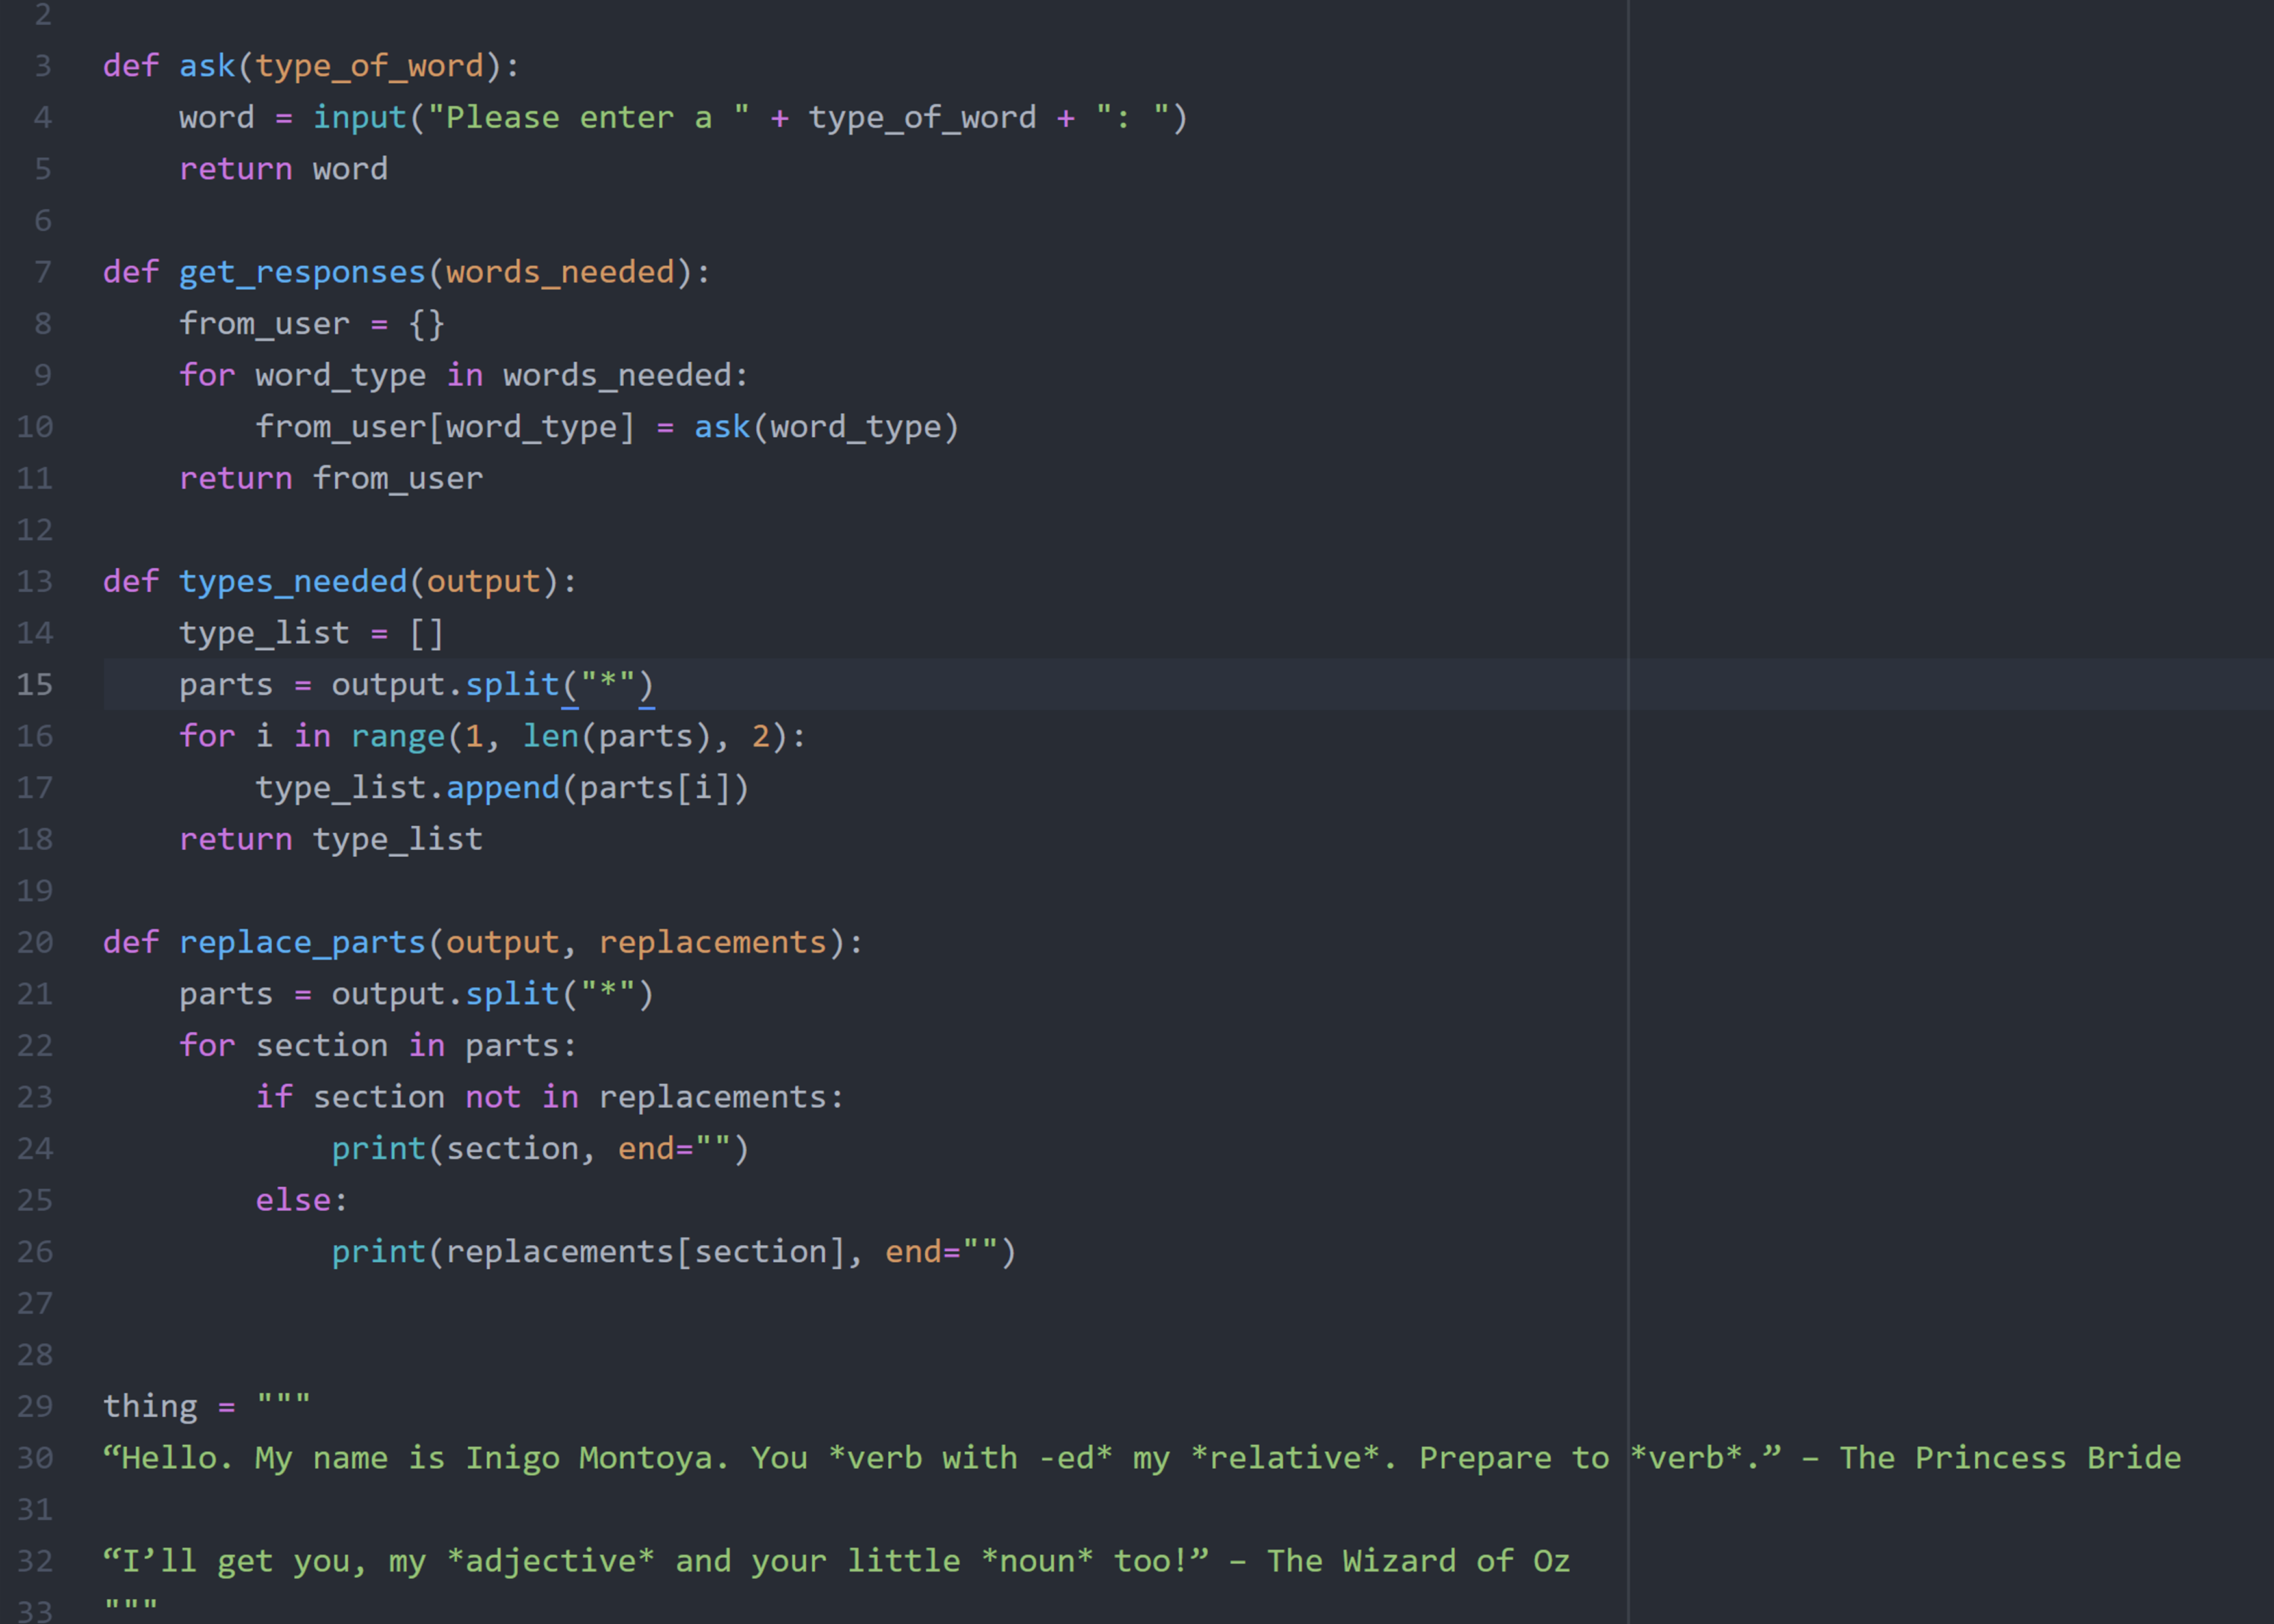 2
3 def ask(type_of_word):
4     word = input("Please enter a " + type_of_word + ": ")
5     return word
6
7 def get_responses(words_needed):
8     from_user = {}
9     for word_type in words_needed:
10         from_user[word_type] = ask(word_type)
11     return from_user
12
13 def types_needed(output):
14     type_list = []
15     parts = output.split("*")
16     for i in range(1, len(parts), 2):
17         type_list.append(parts[i])
18     return type_list
19
20 def replace_parts(output, replacements):
21     parts = output.split("*")
22     for section in parts:
23         if section not in replacements:
24             print(section, end="")
25         else:
26             print(replacements[section], end="")
27
28
29 thing = """
30 “Hello. My name is Inigo Montoya. You *verb with -ed* my *relative*. Prepare to *verb*.” – The Princess Bride
31
32 “I’ll get you, my *adjective* and your little *noun* too!” – The Wizard of Oz
33 """